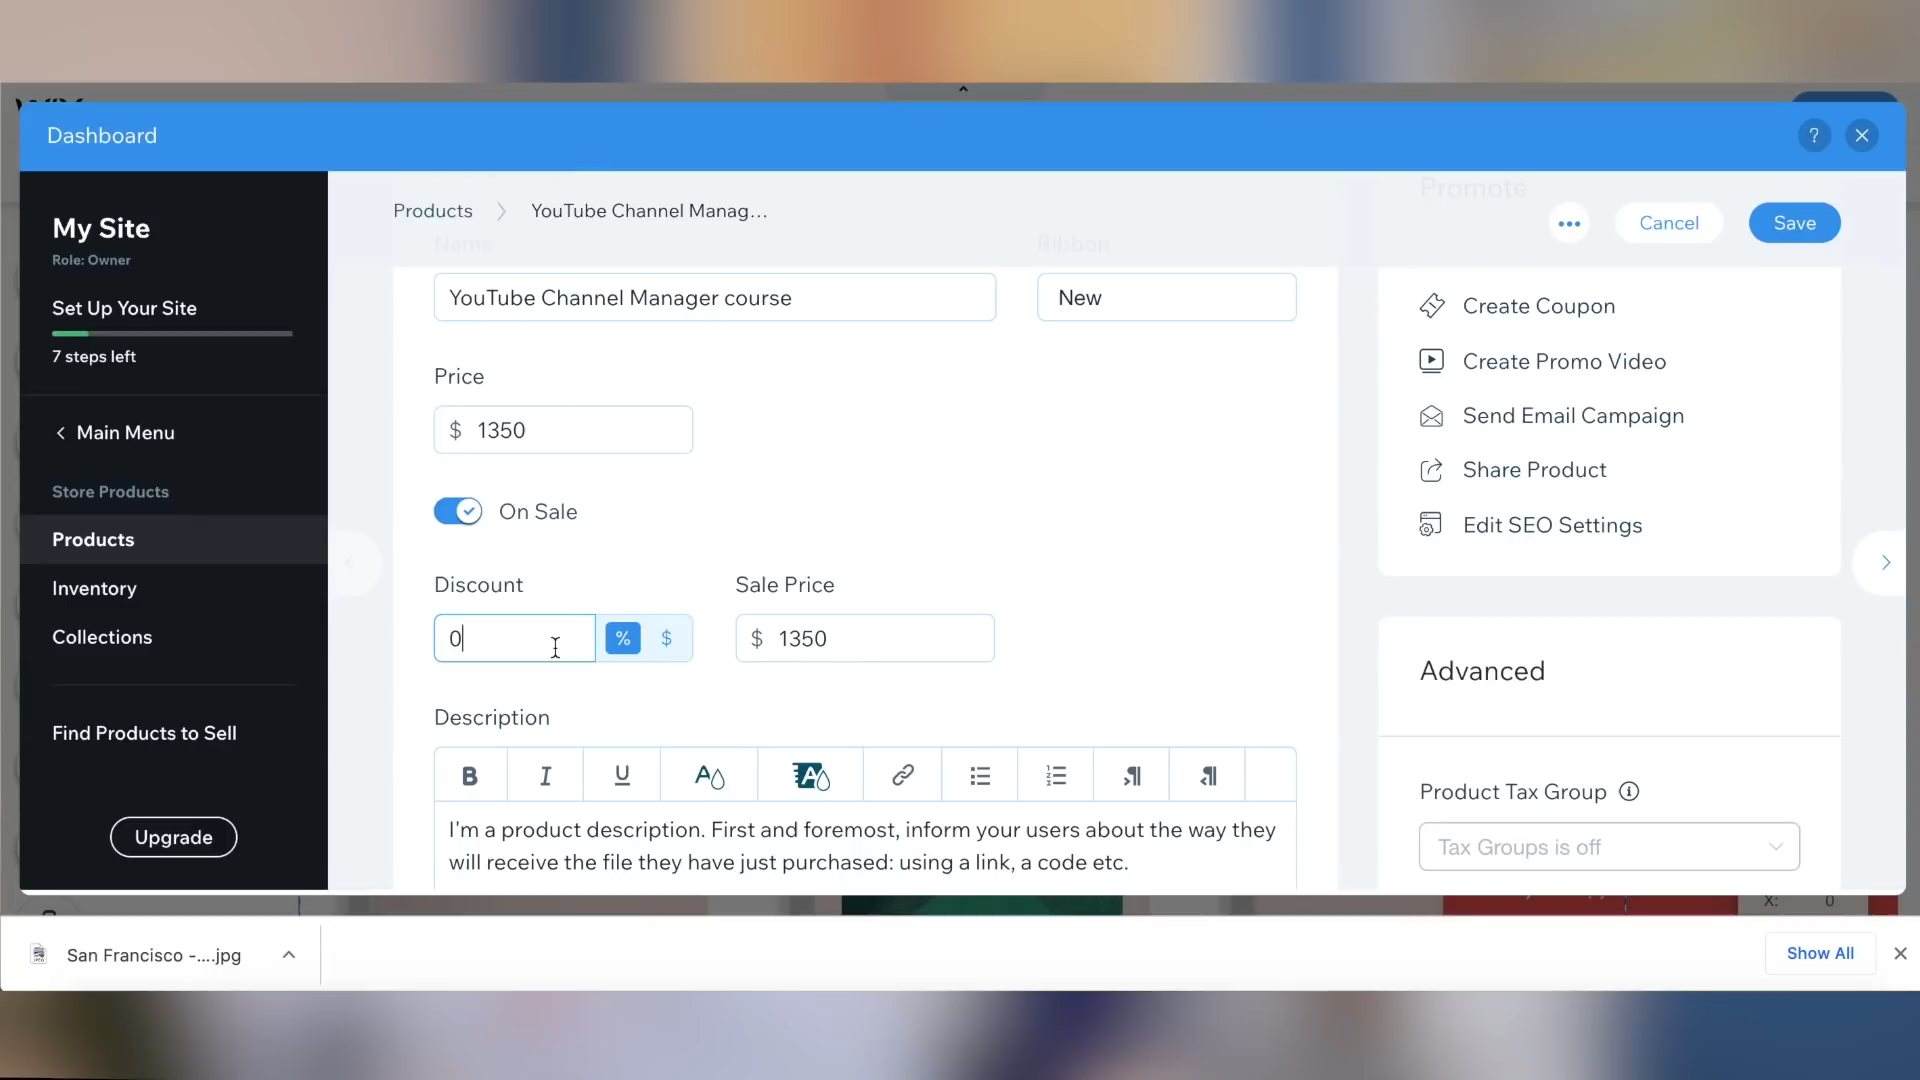 Dashboard
?
My Site
Role: Owner
Set Up Your Site
7 steps left
Main Menu
Store Products
Products
Inventory
Collections
Find Products to Sell
Upgrade
Products > YouTube Channel Manag...
Promote
Cancel
Save
Name
Ribbon
YouTube Channel Manager course
New
Price
$ 1350
On Sale
Discount
Sale Price
0
% $
$ 1350
Description
B I U A A
I'm a product description. First and foremost, inform your users about the way they
will receive the file they have just purchased: using a link, a code etc.
Create Coupon
Create Promo Video
Send Email Campaign
Share Product
Edit SEO Settings
Advanced
Product Tax Group
Tax Groups is off
X: 0
San Francisco -....jpg
Show All